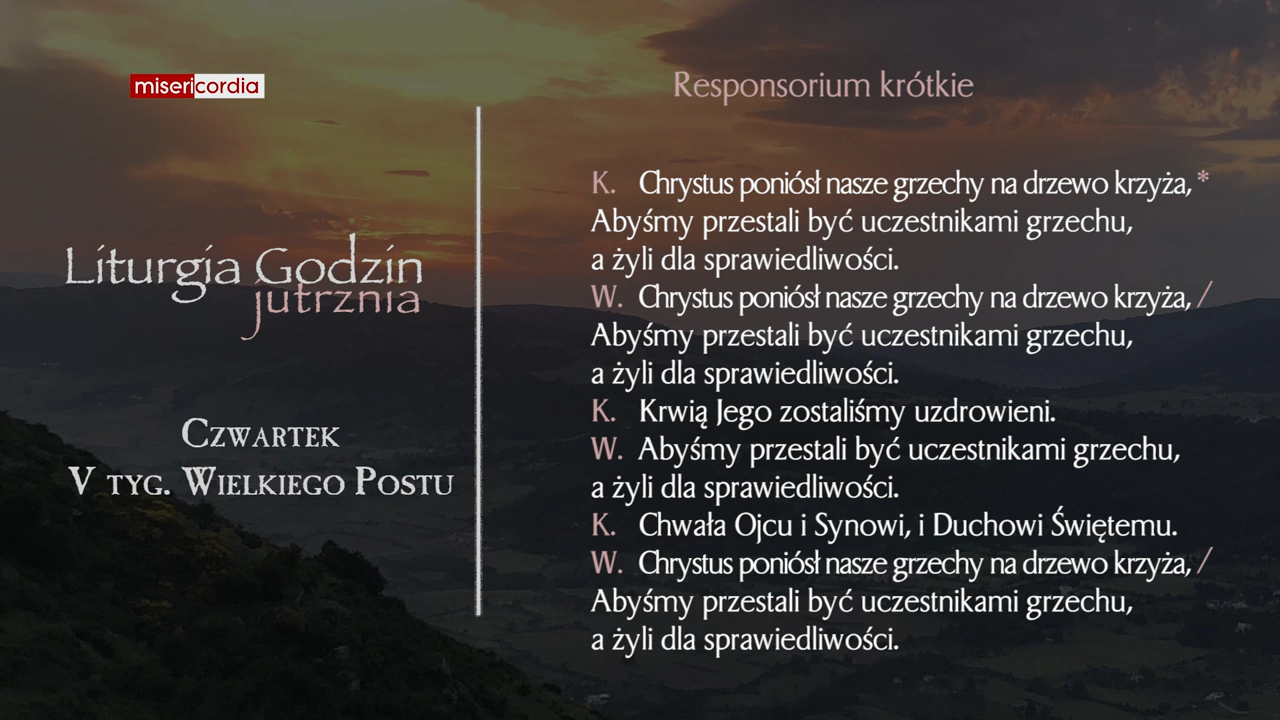 misericordia
Liturgia Godzin
jutrznia
Czwartek
V tyg. Wielkiego Postu
Responsorium krótkie
K. Chrystus poniósł nasze grzechy na drzewo krzyża, *
Abyśmy przestali być uczestnikami grzechu,
a żyli dla sprawiedliwości.
W. Chrystus poniósł nasze grzechy na drzewo krzyża, /
Abyśmy przestali być uczestnikami grzechu,
a żyli dla sprawiedliwości.
K. Krwią Jego zostaliśmy uzdrowieni.
W. Abyśmy przestali być uczestnikami grzechu,
a żyli dla sprawiedliwości.
K. Chwała Ojcu i Synowi, i Duchowi Świętemu.
W. Chrystus poniósł nasze grzechy na drzewo krzyża, /
Abyśmy przestali być uczestnikami grzechu,
a żyli dla sprawiedliwości.